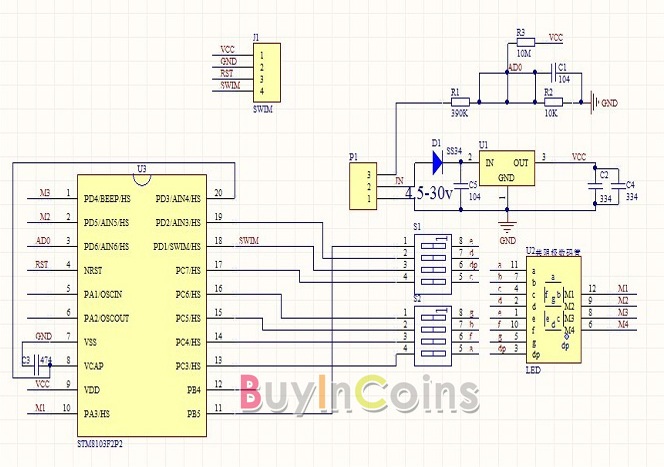 J1
VCC 1
GND 2
RST 3
SWIM 4
SWIM
R3 VCC
10M
AD0
C1
104
R1
390K
R2
10K
GND
P1
3
2
1
IN
4.5-30v
D1
SS34
2
C5
104
U1
IN OUT
GND
1
3
VCC
C2
334
C4
334
GND
U3
M3 1 PD4/BEEP/HS PD3/AIN4/HS 20
M2 2 PD5/AIN5/HS PD2/AIN3/HS 19
AD0 3 PD6/AIN6/HS PD1/SWIM/HS 18 SWIM
RST 4 NRST PC7/HS 17
5 PA1/OSCIN PC6/HS 16
6 PA2/OSCOUT PC5/HS 15
GND 7 VSS PC4/HS 14
C3 474 8 VCAP PC3/HS 13
VCC 9 VDD PB4 12
M1 10 PA3/HS PB5 11
STM8103F2P2
S1
1 8 e
2 7 d
3 6 dp
4 5 c
S2
1 8 g
2 7 b
3 6 f
4 5 a
U2 共阴极数码管
a 11 a
b 7 b
c 4 c
d 2 d
e 1 e
f 10 f
g 5 g
dp 3 dp
a
f b
g
e c
d
dp
M1 12 M1
M2 9 M2
M3 8 M3
M4 6 M4
LED
BuyInCoins